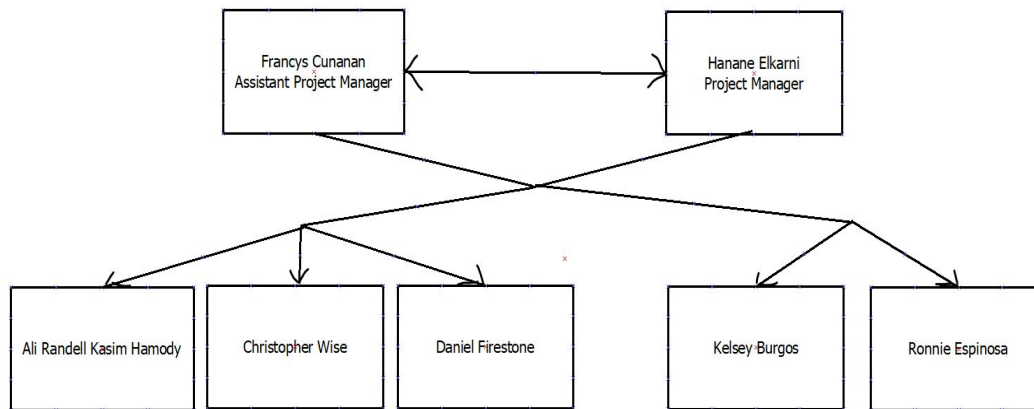 Francys Cunanan
Assistant Project Manager
Hanane Elkarni
Project Manager
Ali Randell Kasim Hamody
Christopher Wise
Daniel Firestone
Kelsey Burgos
Ronnie Espinosa